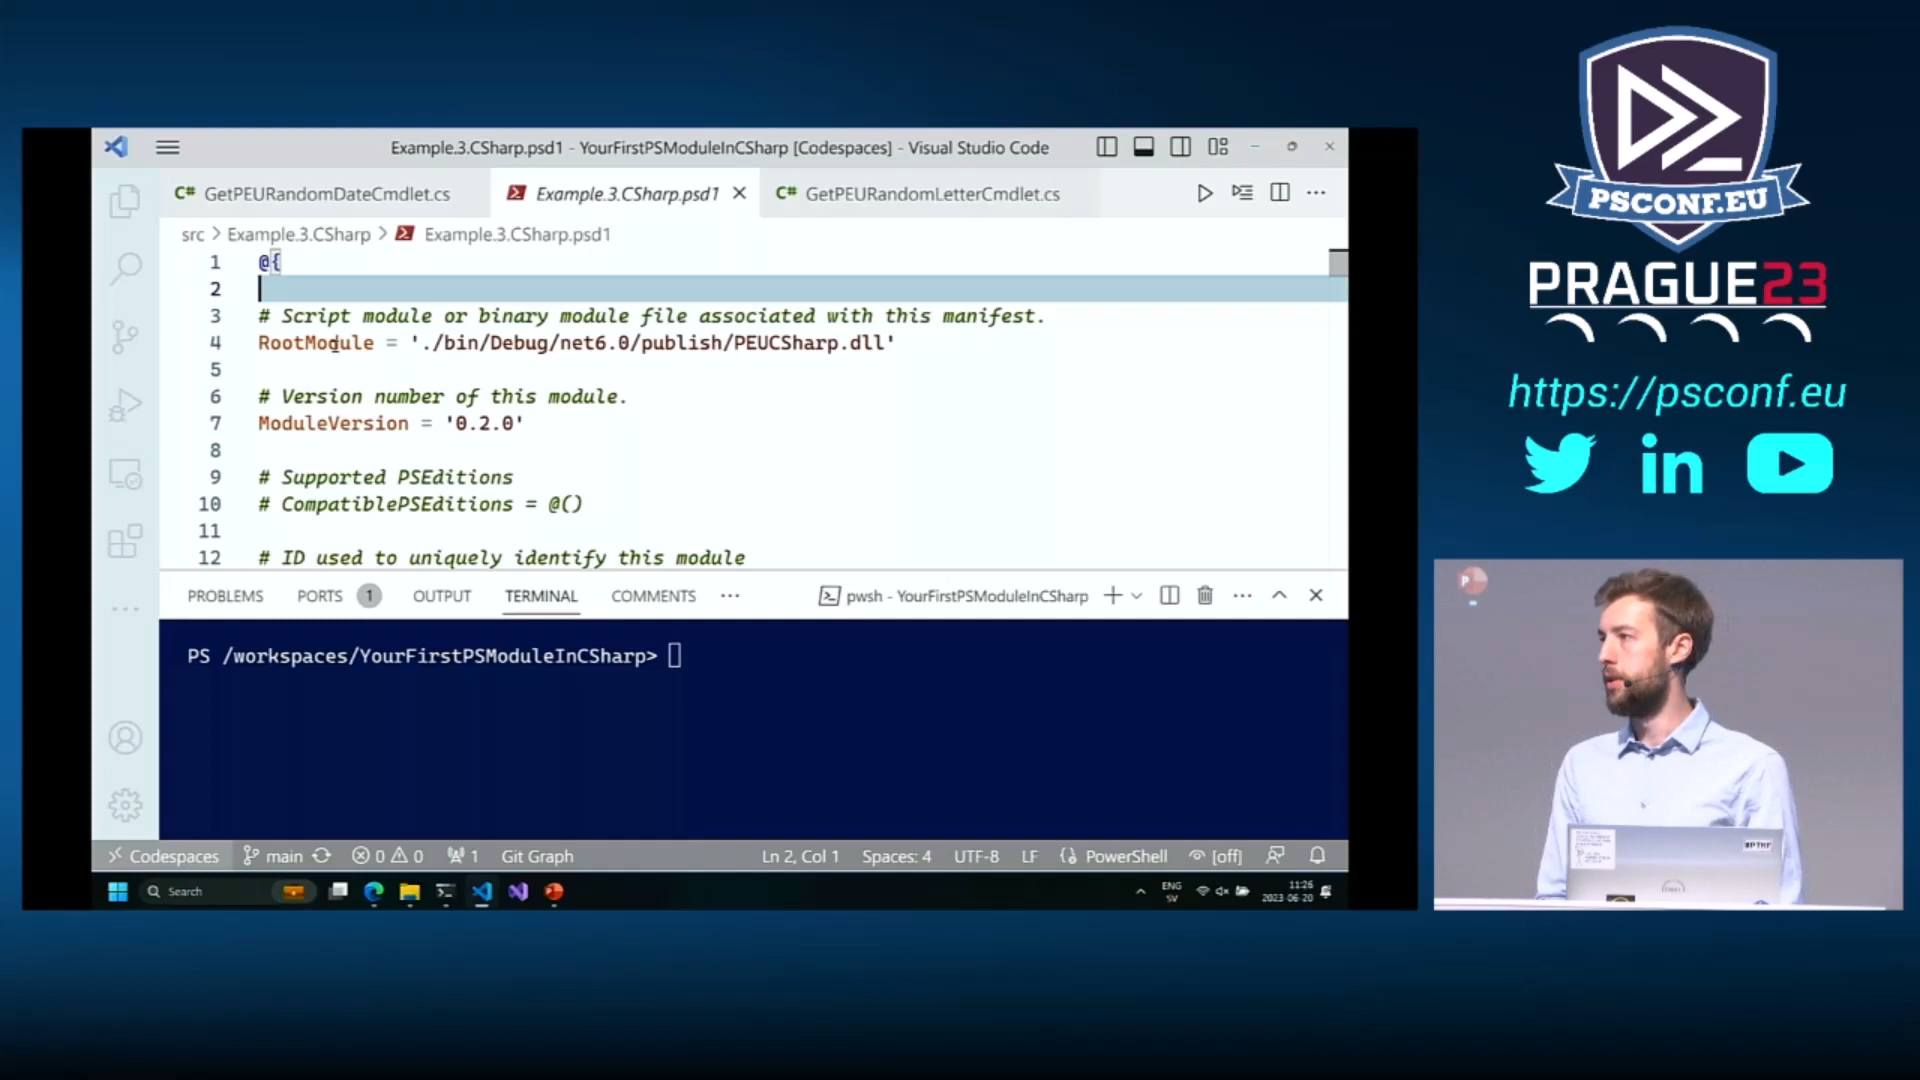 Example.3.CSharp.psd1 - YourFirstPSModuleInCSharp [Codespaces] - Visual Studio Code
C# GetPEURandomDateCmdlet.cs
Example.3.CSharp.psd1
C# GetPEURandomLetterCmdlet.cs
src > Example.3.CSharp > Example.3.CSharp.psd1
1 @{
2
3 # Script module or binary module file associated with this manifest.
4 RootModule = './bin/Debug/net6.0/publish/PEUCSharp.dll'
5
6 # Version number of this module.
7 ModuleVersion = '0.2.0'
8
9 # Supported PSEditions
10 # CompatiblePSEditions = @()
11
12 # ID used to uniquely identify this module
PROBLEMS PORTS 1 OUTPUT TERMINAL COMMENTS ··· pwsh - YourFirstPSModuleInCSharp
PS /workspaces/YourFirstPSModuleInCSharp>
Codespaces main 0 0 1 Git Graph Ln 2, Col 1 Spaces: 4 UTF-8 LF PowerShell [off]
Search
ENG
SV
11:26
2023-06-20
PSCONF.EU
PRAGUE23
https://psconf.eu
in
P
DELL